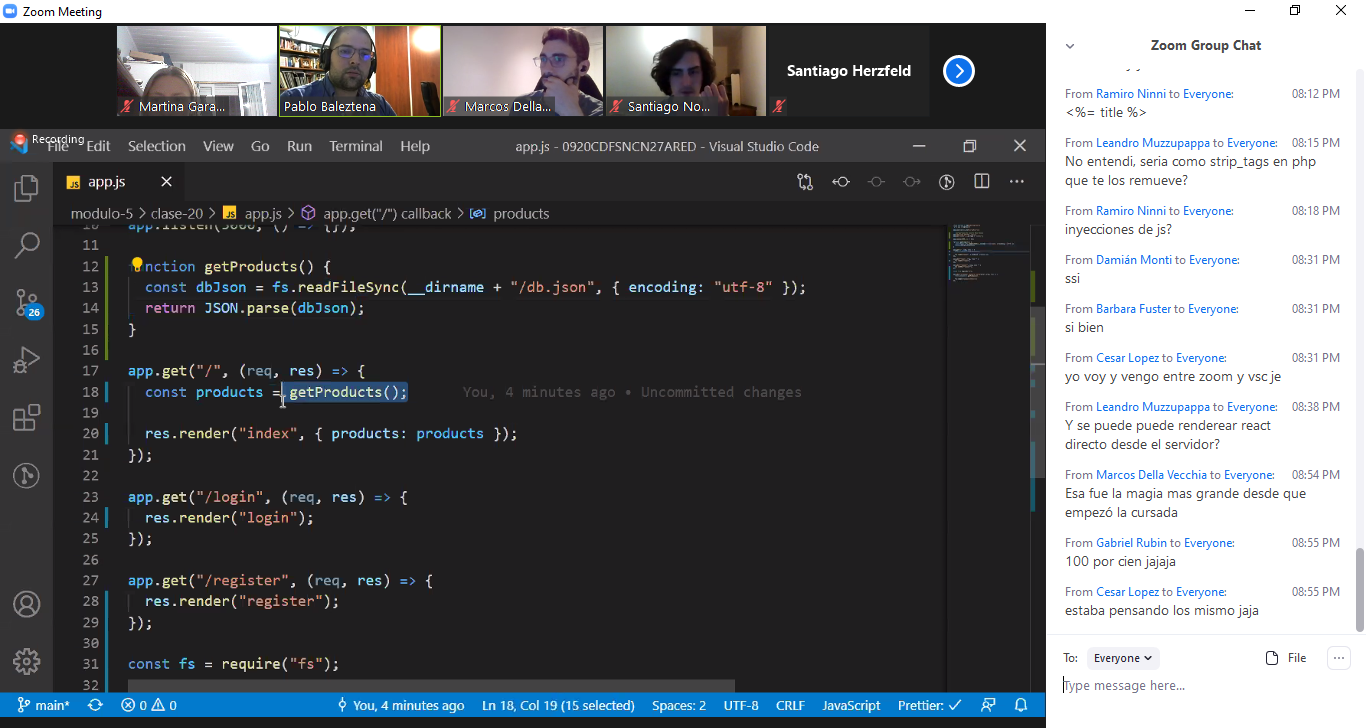 Zoom Meeting
Martina Gara...
Pablo Baleztena
Marcos Della...
Santiago No...
Santiago Herzfeld
Recording
File Edit Selection View Go Run Terminal Help
app.js - 0920CDFSNCN27ARED - Visual Studio Code
JS app.js
modulo-5 > clase-20 > JS app.js > app.get("/") callback > products
10 app.listen(3000, () => {});
11
12 function getProducts() {
13 const dbJson = fs.readFileSync(__dirname + "/db.json", { encoding: "utf-8" });
14 return JSON.parse(dbJson);
15 }
16
17 app.get("/", (req, res) => {
18 const products = getProducts(); You, 4 minutes ago • Uncommitted changes
19
20 res.render("index", { products: products });
21 });
22
23 app.get("/login", (req, res) => {
24 res.render("login");
25 });
26
27 app.get("/register", (req, res) => {
28 res.render("register");
29 });
30
31 const fs = require("fs");
32
26
main* 0 0 You, 4 minutes ago Ln 18, Col 19 (15 selected) Spaces: 2 UTF-8 CRLF JavaScript Prettier: ✓
Zoom Group Chat
From Ramiro Ninni to Everyone: 08:12 PM
<%= title %>
From Leandro Muzzupappa to Everyone: 08:15 PM
No entendi, seria como strip_tags en php
que te los remueve?
From Ramiro Ninni to Everyone: 08:18 PM
inyecciones de js?
From Damián Monti to Everyone: 08:31 PM
ssi
From Barbara Fuster to Everyone: 08:31 PM
si bien
From Cesar Lopez to Everyone: 08:31 PM
yo voy y vengo entre zoom y vsc je
From Leandro Muzzupappa to Everyone: 08:38 PM
Y se puede puede renderear react
directo desde el servidor?
From Marcos Della Vecchia to Everyone: 08:54 PM
Esa fue la magia mas grande desde que
empezó la cursada
From Gabriel Rubin to Everyone: 08:55 PM
100 por cien jajaja
From Cesar Lopez to Everyone: 08:55 PM
estaba pensando los mismo jaja
To: Everyone File ...
Type message here...